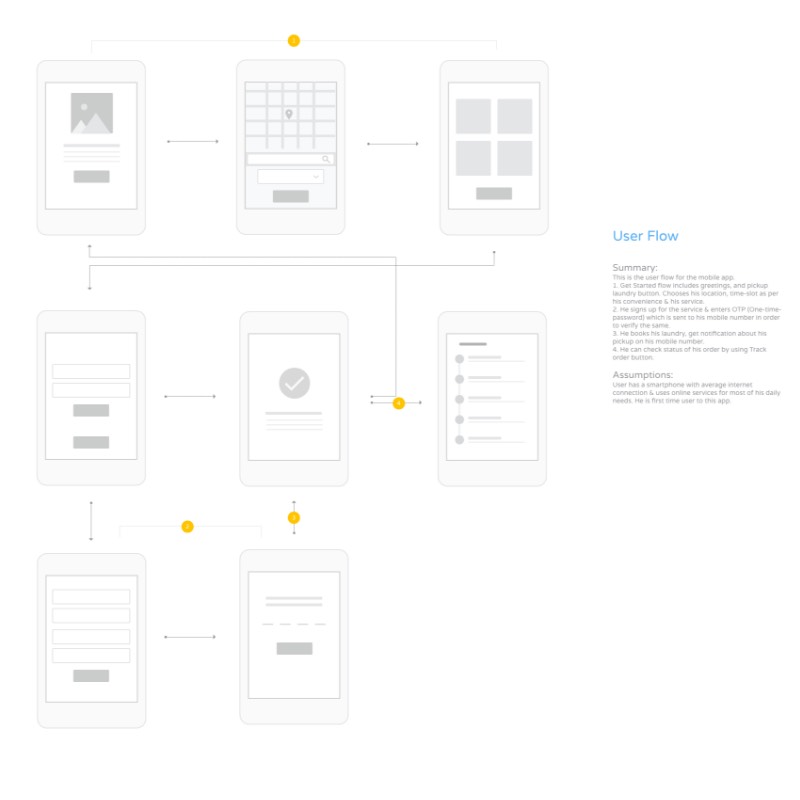 User Flow
Summary:
This is the user flow for the mobile app.
1. Get Started flow includes greetings, and pickup
laundry button. Chooses his location, time-slot as per
his convenience & his service.
2. He signs up for the service & enters OTP (One-time-
password) which is sent to his mobile number in order
to verify the same.
3. He books his laundry, get notification about his
pickup on his mobile number.
4. He can check status of his order by using Track
order button.
Assumptions:
User has a smartphone with average internet
connection & uses online services for most of his daily
needs. He is first time user to this app.